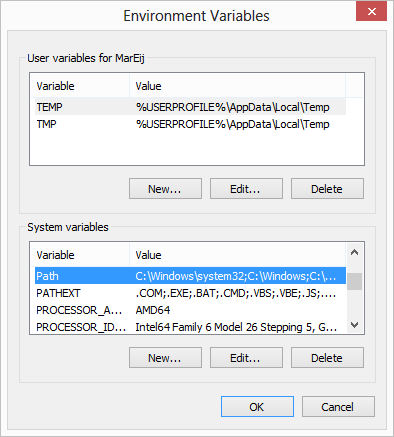 Environment Variables
User variables for MarEij
Variable Value
TEMP %USERPROFILE%\AppData\Local\Temp
TMP %USERPROFILE%\AppData\Local\Temp
New... Edit... Delete
System variables
Variable Value
Path C:\Windows\system32;C:\Windows;C:\...
PATHEXT .COM;.EXE;.BAT;.CMD;.VBS;.VBE;.JS;....
PROCESSOR_A... AMD64
PROCESSOR_ID... Intel64 Family 6 Model 26 Stepping 5, G...
New... Edit... Delete
OK Cancel